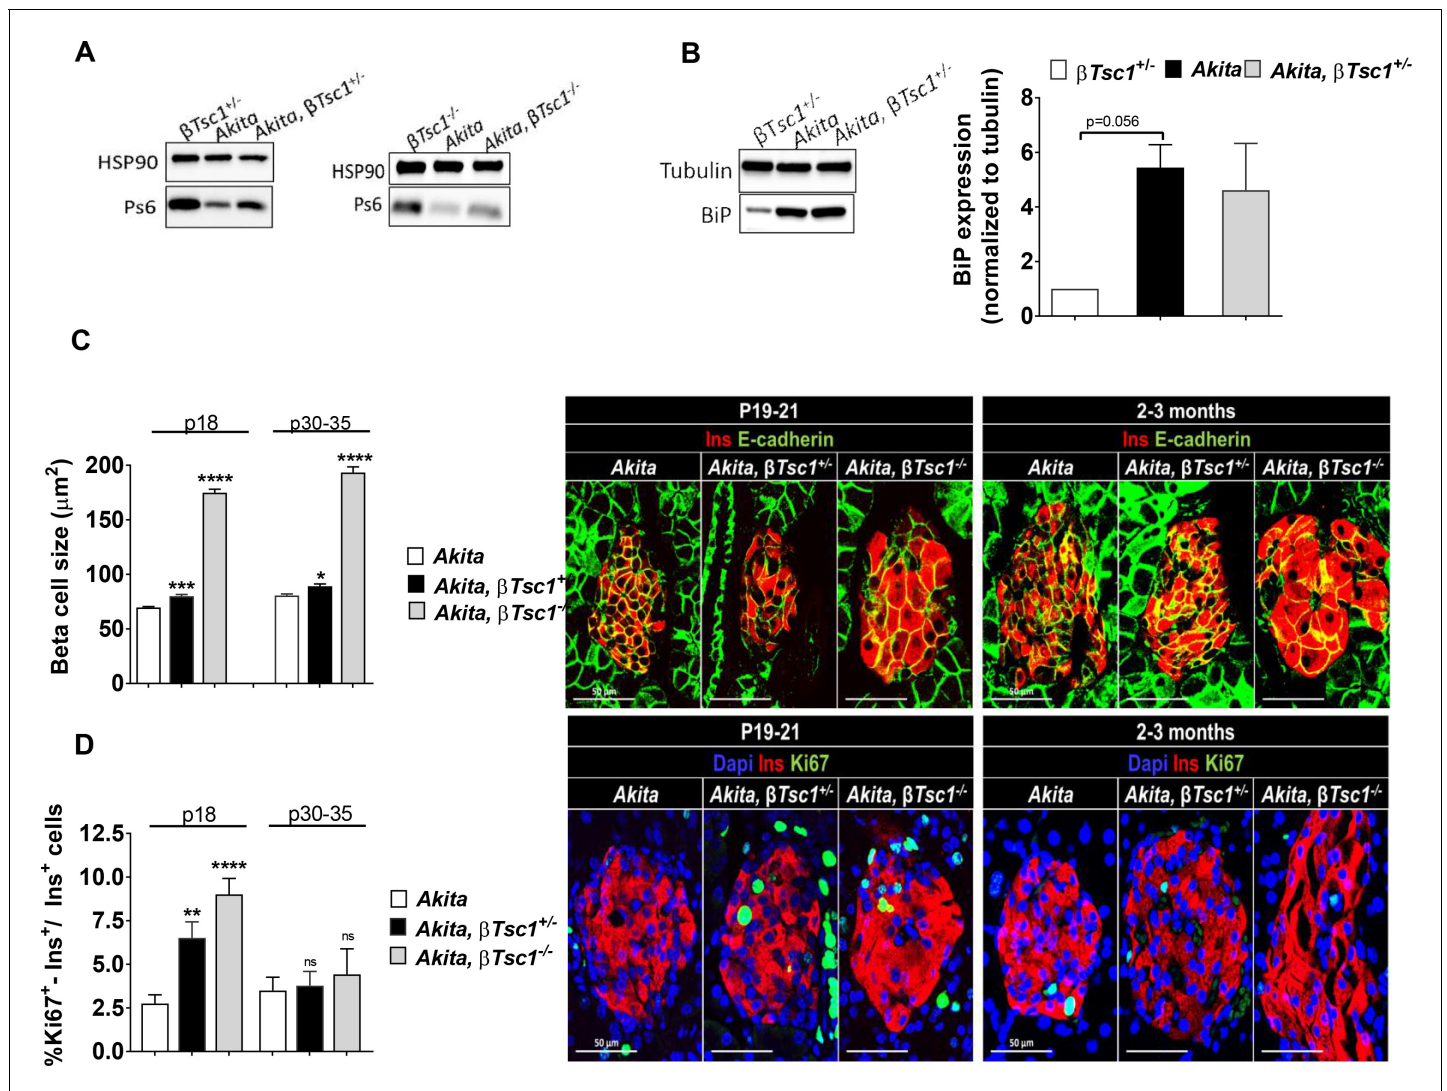 A
βTsc1+/-
Akita
Akita, βTsc1+/-
HSP90
Ps6
βTsc1-/-
Akita
Akita, βTsc1-/-
HSP90
Ps6
B
βTsc1+/-
Akita
Akita, βTsc1+/-
Tubulin
BiP
βTsc1+/- Akita Akita, βTsc1+/-
BiP expression
(normalized to tubulin)
8
6
4
2
0
p=0.056
C
p18 p30-35
Beta cell size (µm2)
200
150
100
50
0
*** **** * ****
Akita
Akita, βTsc1+
Akita, βTsc1-/
P19-21
Ins E-cadherin
Akita Akita, βTsc1+/- Akita, βTsc1-/-
50 µm
2-3 months
Ins E-cadherin
Akita Akita, βTsc1+/- Akita, βTsc1-/-
50 µm
D
p18 p30-35
%Ki67+- Ins+/ Ins+ cells
12.5
10.0
7.5
5.0
2.5
0.0
** **** ns ns
Akita
Akita, βTsc1+/-
Akita, βTsc1-/-
P19-21
Dapi Ins Ki67
Akita Akita, βTsc1+/- Akita, βTsc1-/-
50 µm
2-3 months
Dapi Ins Ki67
Akita Akita, βTsc1+/- Akita, βTsc1-/-
50 µm